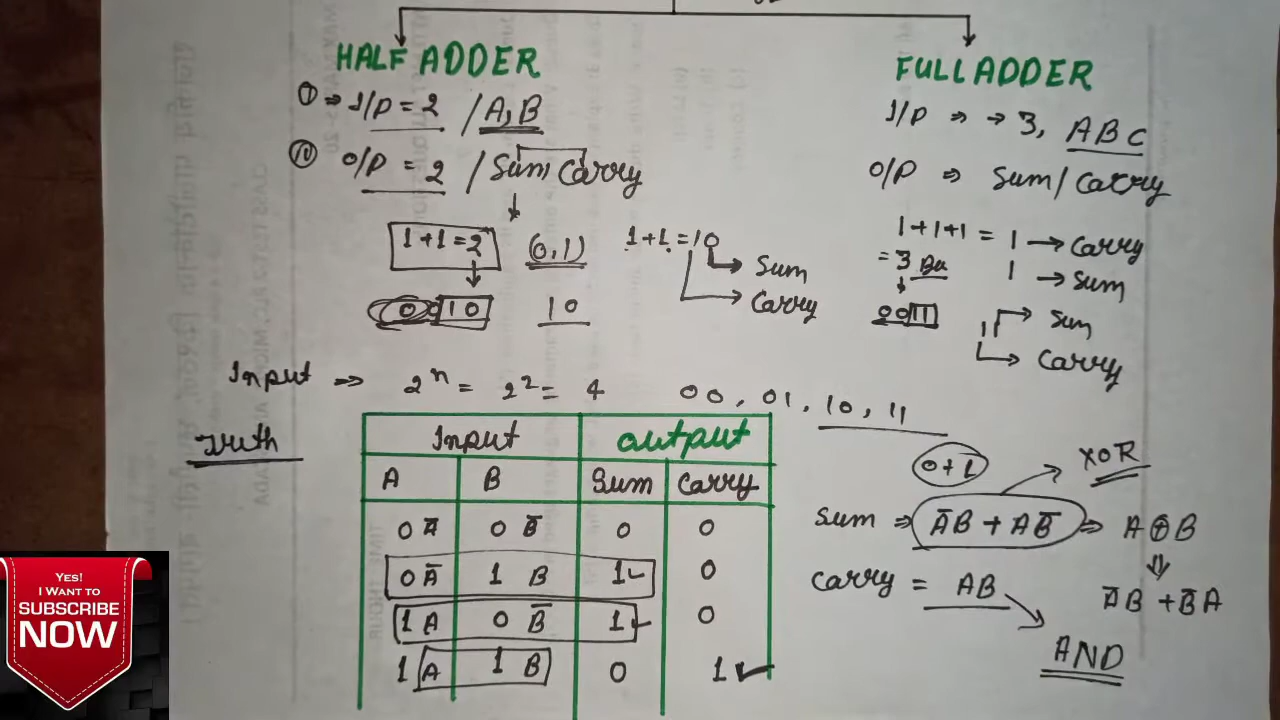 HALF ADDER
① ⇒ I/P = 2 / A, B
② O/P = 2 / Sum Carry
1+1=2 (0,1)
0010 10
1+1 = 10
Sum
Carry
FULL ADDER
I/P ⇒ → 3, ABC
O/P ⇒ Sum / Carry
1+1+1 = 1 → Carry
= 3 1 → Sum
0011
11 → Sum
→ Carry
Input ⇒ 2ⁿ = 2² = 4 00, 01, 10, 11
Truth
Input output
A B Sum Carry
0 A̅ 0 B̅ 0 0
0 A̅ 1 B 1 0
1 A 0 B̅ 1 0
1 A 1 B 0 1
0+1 XOR
Sum ⇒ A̅B + AB̅ ⇒ A⊕B
Carry = AB A̅B + B̅A
AND
YES!
I WANT TO
SUBSCRIBE
NOW